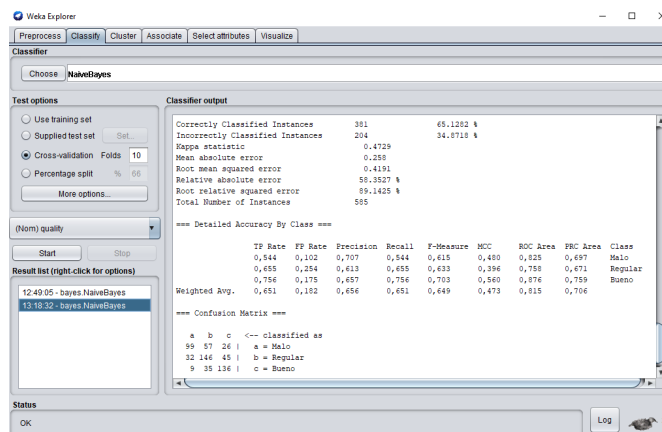 Weka Explorer
Preprocess Classify Cluster Associate Select attributes Visualize
Classifier
Choose NaiveBayes
Test options
Use training set
Supplied test set Set...
Cross-validation Folds 10
Percentage split % 66
More options...
(Nom) quality
Start Stop
Result list (right-click for options)
12:49:05 - bayes.NaiveBayes
13:18:32 - bayes.NaiveBayes
Classifier output
Correctly Classified Instances 381 65.1282 %
Incorrectly Classified Instances 204 34.8718 %
Kappa statistic 0.4729
Mean absolute error 0.258
Root mean squared error 0.4191
Relative absolute error 58.3527 %
Root relative squared error 89.1425 %
Total Number of Instances 585
=== Detailed Accuracy By Class ===
TP Rate FP Rate Precision Recall F-Measure MCC ROC Area PRC Area Class
0,544 0,102 0,707 0,544 0,615 0,480 0,825 0,697 Malo
0,655 0,254 0,613 0,655 0,633 0,396 0,758 0,671 Regular
0,756 0,175 0,657 0,756 0,703 0,560 0,876 0,759 Bueno
Weighted Avg. 0,651 0,182 0,656 0,651 0,649 0,473 0,815 0,706
=== Confusion Matrix ===
a b c <-- classified as
99 57 26 | a = Malo
32 146 45 | b = Regular
9 35 136 | c = Bueno
Status
OK
Log